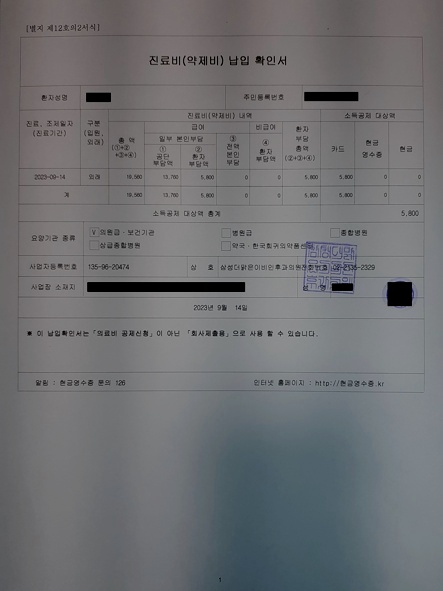 [별지 제12호의2서식]
진료비(약제비) 납입 확인서
환자성명 주민등록번호
진료, 조제일자 (진료기간) 구분 (입원, 외래) 진료비(약제비) 내역 소득공제 대상액
총 액 (①+②+③+④) 급여 비급여 환자 부담 총액 (②+③+④) 카드 현금 영수증 현금
일부 본인부담 ③ 전액 본인 부담 ④ 환자 부담액
① 공단 부담액 ② 환자 부담액
2023-09-14 외래 19,560 13,760 5,800 0 0 5,800 5,800 0 0
계 19,560 13,760 5,800 0 0 5,800 5,800 0 0
소득공제 대상액 총계 5,800
요양기관 종류 [V]의원급·보건기관 병원급 종합병원
상급종합병원 약국·한국희귀의약품센터
사업자등록번호 135-96-20474 상 호 삼성더맑은이비인후과의원 전화번호
사업장 소재지 성 명
2023년 9월 14일
※ 이 납입확인서는「의료비 공제신청」이 아닌 「회사제출용」으로 사용 할 수 있습니다.
알림 : 현금영수증 문의 126 인터넷 홈페이지 : http://현금영수증.kr
1